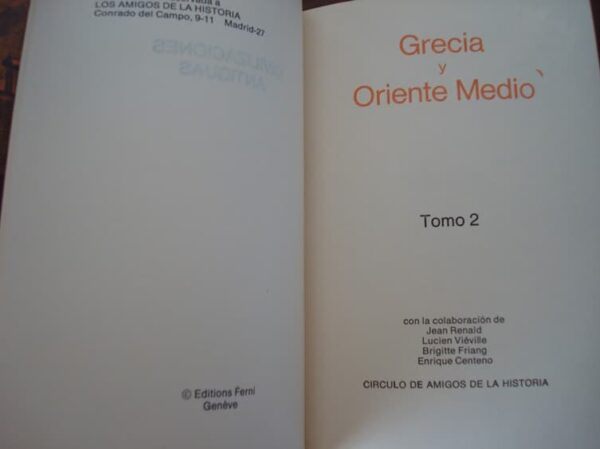 ervada a
LOS AMIGOS DE LA HISTORIA
Conrado del Campo, 9-11 Madrid-27
© Editions Ferni
Genève
Grecia
y
Oriente Medio
Tomo 2
con la colaboración de
Jean Renald
Lucien Viéville
Brigitte Friang
Enrique Centeno
CIRCULO DE AMIGOS DE LA HISTORIA